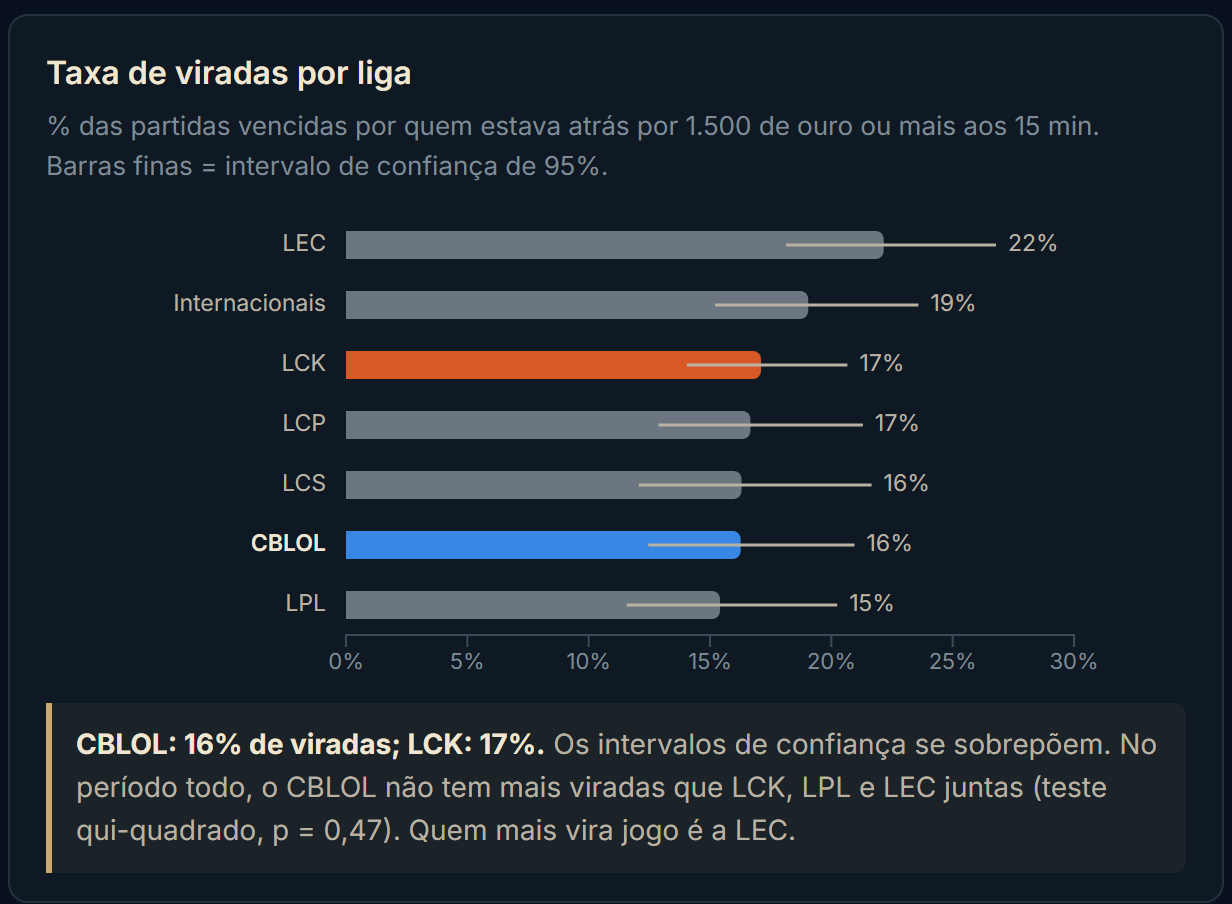 Taxa de viradas por liga
% das partidas vencidas por quem estava atrás por 1.500 de ouro ou mais aos 15 min.
Barras finas = intervalo de confiança de 95%.
LEC 22%
Internacionais 19%
LCK 17%
LCP 17%
LCS 16%
CBLOL 16%
LPL 15%
0% 5% 10% 15% 20% 25% 30%
CBLOL: 16% de viradas; LCK: 17%. Os intervalos de confiança se sobrepõem. No
período todo, o CBLOL não tem mais viradas que LCK, LPL e LEC juntas (teste
qui-quadrado, p = 0,47). Quem mais vira jogo é a LEC.